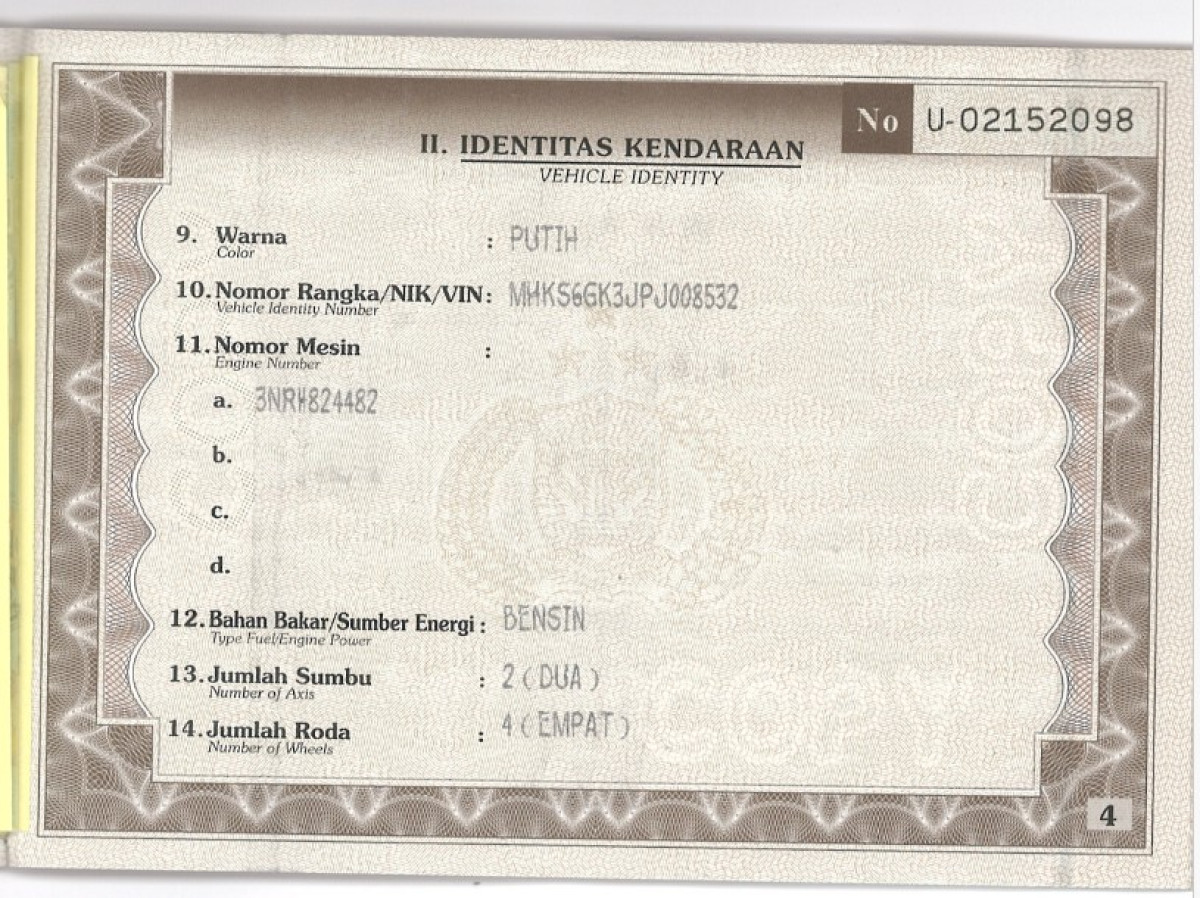 No U-02152098
II. IDENTITAS KENDARAAN
VEHICLE IDENTITY
9. Warna : PUTIH
Color
10. Nomor Rangka/NIK/VIN: MHKS6GK3JPJ008532
Vehicle Identity Number
11. Nomor Mesin :
Engine Number
a. 3NRH824482
b.
c.
d.
12. Bahan Bakar/Sumber Energi : BENSIN
Type Fuel/Engine Power
13. Jumlah Sumbu : 2 ( DUA )
Number of Axis
14. Jumlah Roda : 4 ( EMPAT )
Number of Wheels
COPY
COPY
4